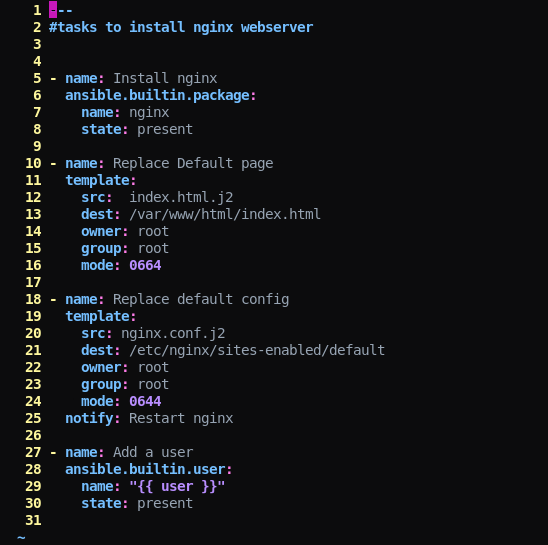 1 ---
2 #tasks to install nginx webserver
3
4
5 - name: Install nginx
6   ansible.builtin.package:
7     name: nginx
8     state: present
9
10 - name: Replace Default page
11   template:
12     src:  index.html.j2
13     dest: /var/www/html/index.html
14     owner: root
15     group: root
16     mode: 0664
17
18 - name: Replace default config
19   template:
20     src: nginx.conf.j2
21     dest: /etc/nginx/sites-enabled/default
22     owner: root
23     group: root
24     mode: 0644
25   notify: Restart nginx
26
27 - name: Add a user
28   ansible.builtin.user:
29     name: "{{ user }}"
30     state: present
31
~